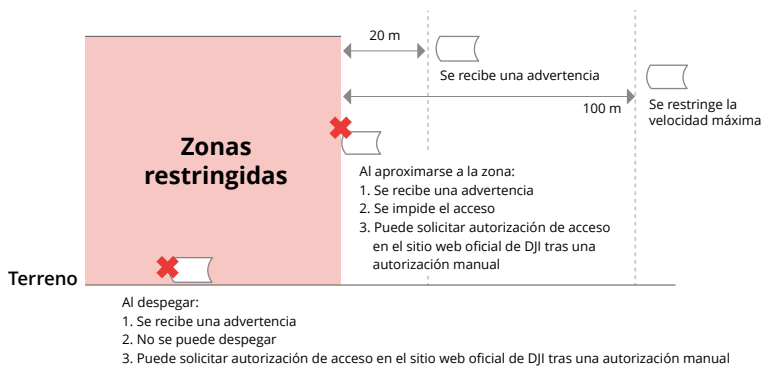 20 m
Se recibe una advertencia
100 m
Se restringe la
velocidad máxima
Zonas
restringidas
Al aproximarse a la zona:
1. Se recibe una advertencia
2. Se impide el acceso
3. Puede solicitar autorización de acceso
en el sitio web oficial de DJI tras una
autorización manual
Terreno
Al despegar:
1. Se recibe una advertencia
2. No se puede despegar
3. Puede solicitar autorización de acceso en el sitio web oficial de DJI tras una autorización manual